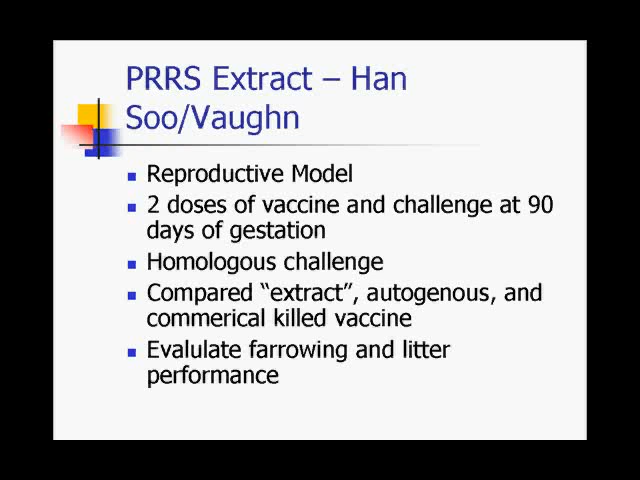 PRRS Extract – Han
Soo/Vaughn
Reproductive Model
2 doses of vaccine and challenge at 90
days of gestation
Homologous challenge
Compared “extract”, autogenous, and
commerical killed vaccine
Evalulate farrowing and litter
performance